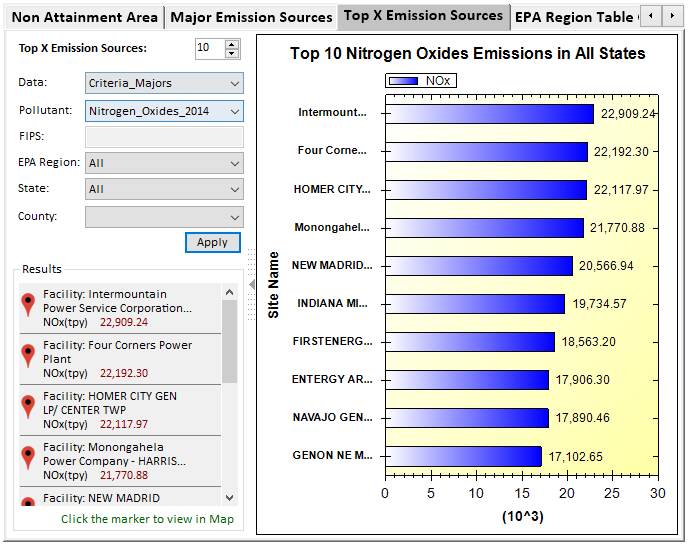 Non Attainment Area
Major Emission Sources
Top X Emission Sources
EPA Region Table
Top X Emission Sources:
10
Data:
Criteria_Majors
Pollutant:
Nitrogen_Oxides_2014
FIPS:
EPA Region:
All
State:
All
County:
Apply
Results
Facility: Intermountain
Power Service Corporation...
NOx(tpy) 22,909.24
Facility: Four Corners Power
Plant
NOx(tpy) 22,192.30
Facility: HOMER CITY GEN
LP/ CENTER TWP
NOx(tpy) 22,117.97
Facility: Monongahela
Power Company - HARRIS...
NOx(tpy) 21,770.88
Facility: NEW MADRID
Click the marker to view in Map
Top 10 Nitrogen Oxides Emissions in All States
NOx
Site Name
Intermount... 22,909.24
Four Corne... 22,192.30
HOMER CITY... 22,117.97
Monongahel... 21,770.88
NEW MADRID... 20,566.94
INDIANA MI... 19,734.57
FIRSTENERG... 18,563.20
ENTERGY AR... 17,906.30
NAVAJO GEN... 17,890.46
GENON NE M... 17,102.65
0 5 10 15 20 25 30
(10^3)